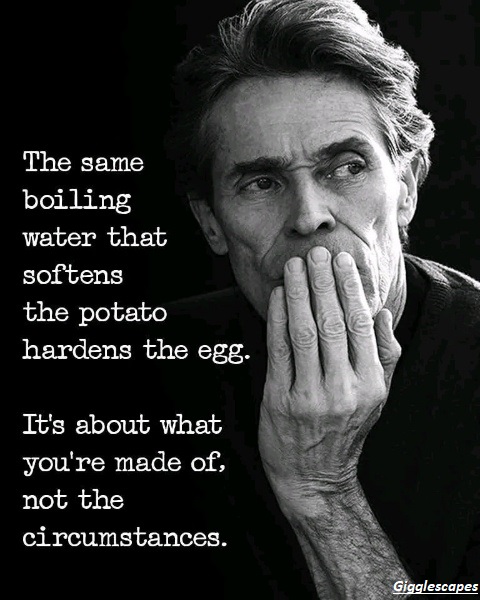 The same
boiling
water that
softens
the potato
hardens the egg.
It's about what
you're made of,
not the
circumstances.
Gigglescapes